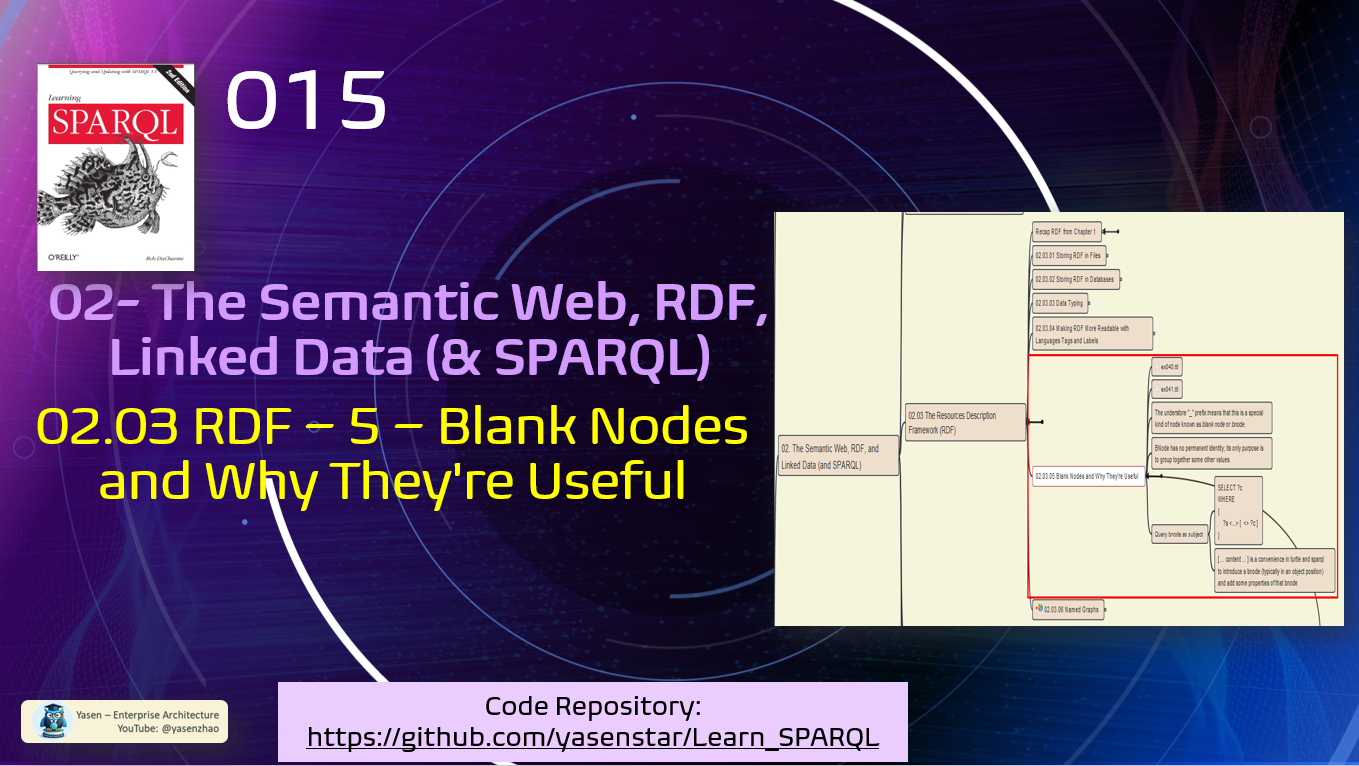 Querying and Updating with SPARQL 1.1
2nd Edition
Learning
SPARQL
O'REILLY
Bob DuCharme
015
02- The Semantic Web, RDF,
Linked Data (& SPARQL)
02.03 RDF – 5 – Blank Nodes
and Why They're Useful
02. The Semantic Web, RDF, and
Linked Data (and SPARQL)
02.03 The Resources Description
Framework (RDF)
Recap RDF from Chapter 1
02.03.01 Storing RDF in Files
02.03.02 Storing RDF in Databases
02.03.03 Data Typing
02.03.04 Making RDF More Readable with
Languages Tags and Labels
02.03.05 Blank Nodes and Why They're Useful
ex040.ttl
ex041.ttl
The understore "_" prefix means that this is a special
kind of node known as blank node or bnode.
BNode has no permanent identity; its only purpose is
to group together some other values.
Query bnode as subject
SELECT ?c
WHERE
{
?s <..> [ <> ?c ]
}
[ ... content ... ] is a convenience in turtle and sparql
to introduce a bnode (typically in an object position)
and add some properties of that bnode
02.03.06 Named Graphs
Yasen – Enterprise Architecture
YouTube: @yasenzhao
Code Repository:
https://github.com/yasenstar/Learn_SPARQL